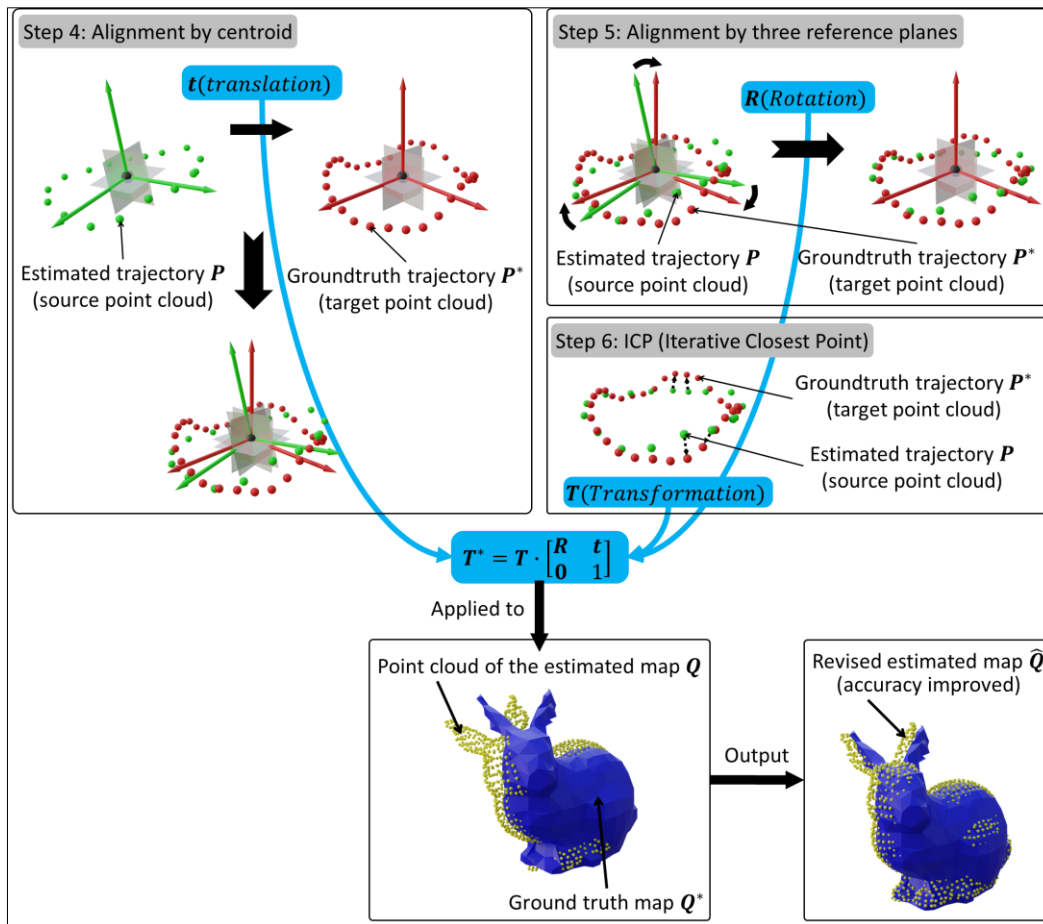 Step 4: Alignment by centroid
t(translation)
Estimated trajectory P
(source point cloud)
Groundtruth trajectory P*
(target point cloud)
Step 5: Alignment by three reference planes
R(Rotation)
Estimated trajectory P
(source point cloud)
Groundtruth trajectory P*
(target point cloud)
Step 6: ICP (Iterative Closest Point)
Groundtruth trajectory P*
(target point cloud)
Estimated trajectory P
(source point cloud)
T(Transformation)
T* = T · [R t
0 1]
Applied to
Point cloud of the estimated map Q
Ground truth map Q*
Output
Revised estimated map Q̂
(accuracy improved)